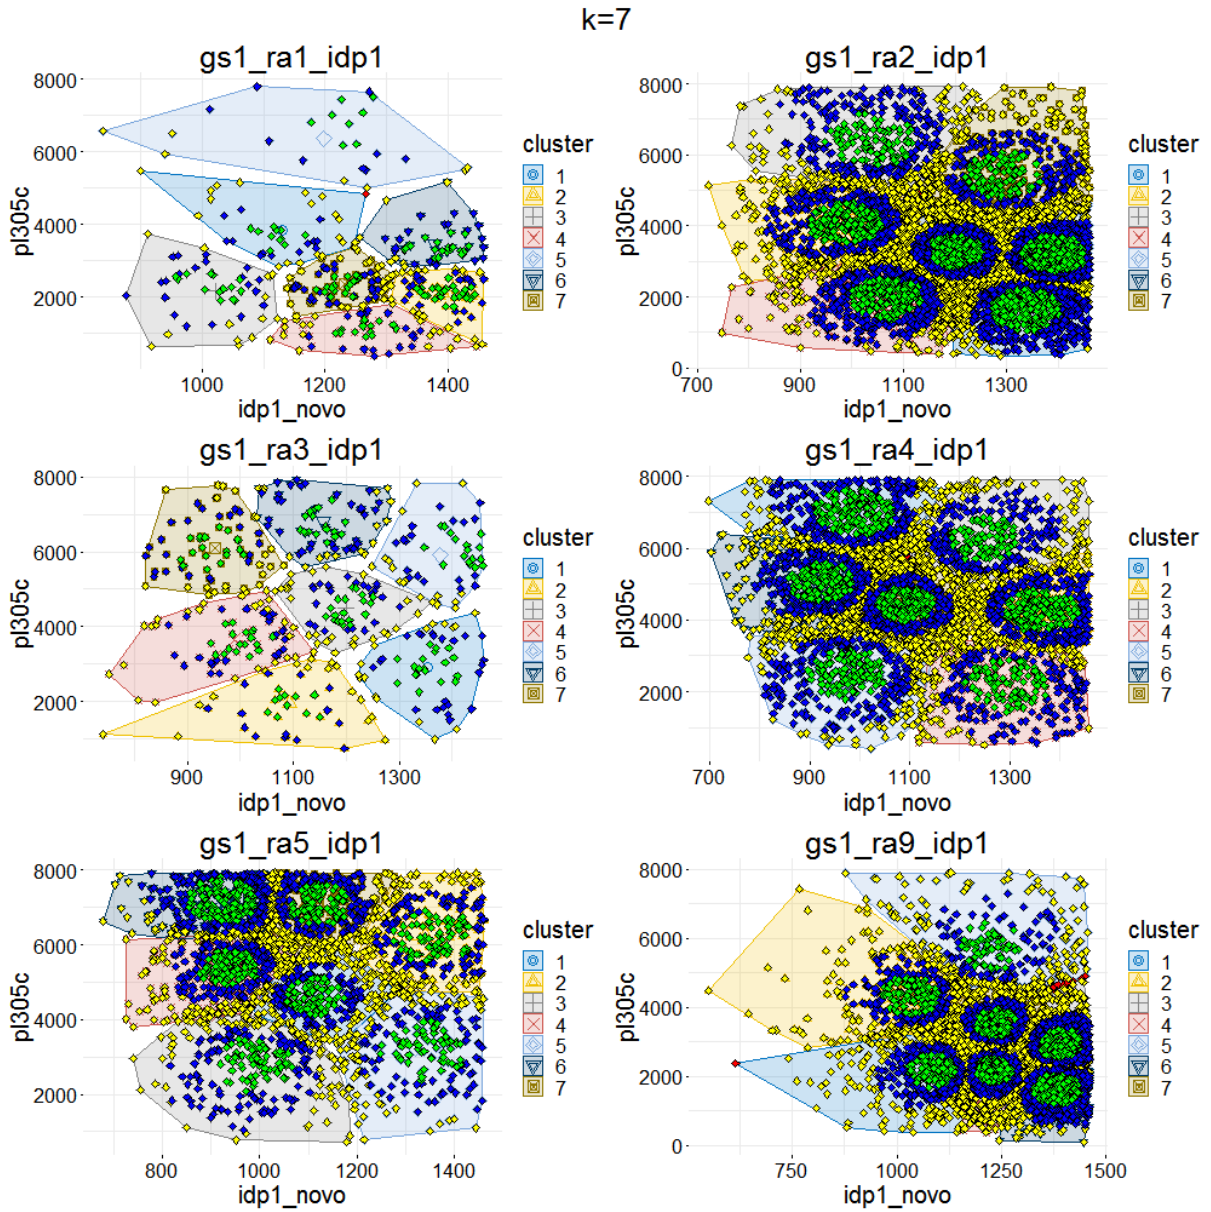 k=7
gs1_ra1_idp1
8000
6000
4000
2000
pl305c
1000 1200 1400
idp1_novo
cluster
1
2
3
4
5
6
7
gs1_ra2_idp1
8000
6000
4000
2000
0
pl305c
700 900 1100 1300
idp1_novo
cluster
1
2
3
4
5
6
7
gs1_ra3_idp1
8000
6000
4000
2000
pl305c
900 1100 1300
idp1_novo
cluster
1
2
3
4
5
6
7
gs1_ra4_idp1
8000
6000
4000
2000
pl305c
700 900 1100 1300
idp1_novo
cluster
1
2
3
4
5
6
7
gs1_ra5_idp1
8000
6000
4000
2000
pl305c
800 1000 1200 1400
idp1_novo
cluster
1
2
3
4
5
6
7
gs1_ra9_idp1
8000
6000
4000
2000
0
pl305c
750 1000 1250 1500
idp1_novo
cluster
1
2
3
4
5
6
7